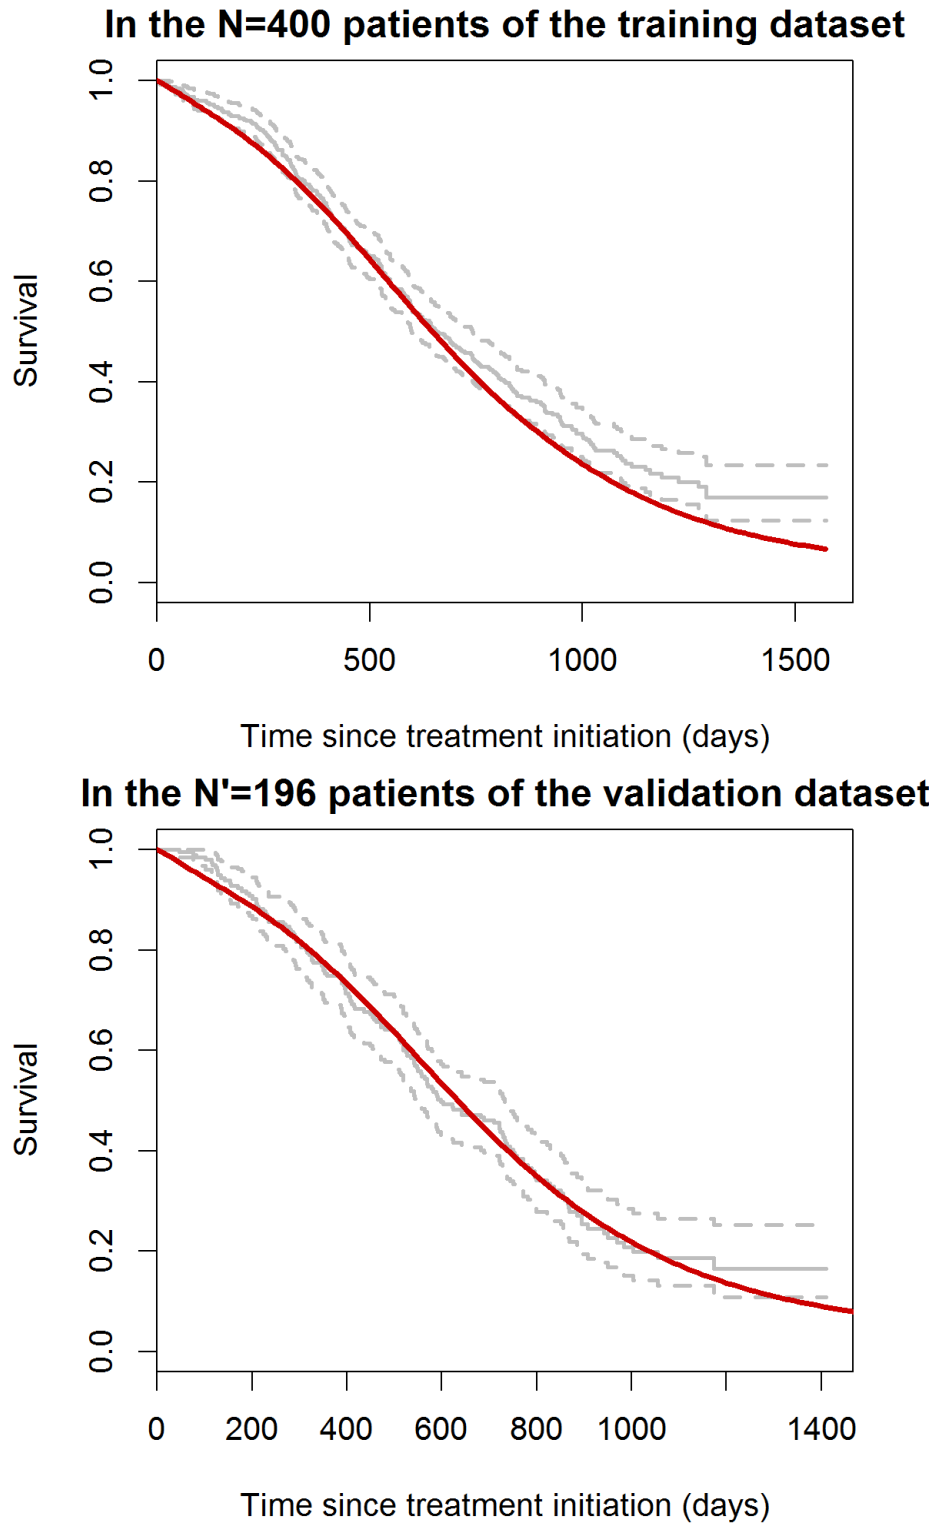 In the N=400 patients of the training dataset
1.0
0.8
0.6
0.4
0.2
0.0
Survival
0 500 1000 1500
Time since treatment initiation (days)
In the N'=196 patients of the validation dataset
1.0
0.8
0.6
0.4
0.2
0.0
Survival
0 200 400 600 800 1000 1400
Time since treatment initiation (days)